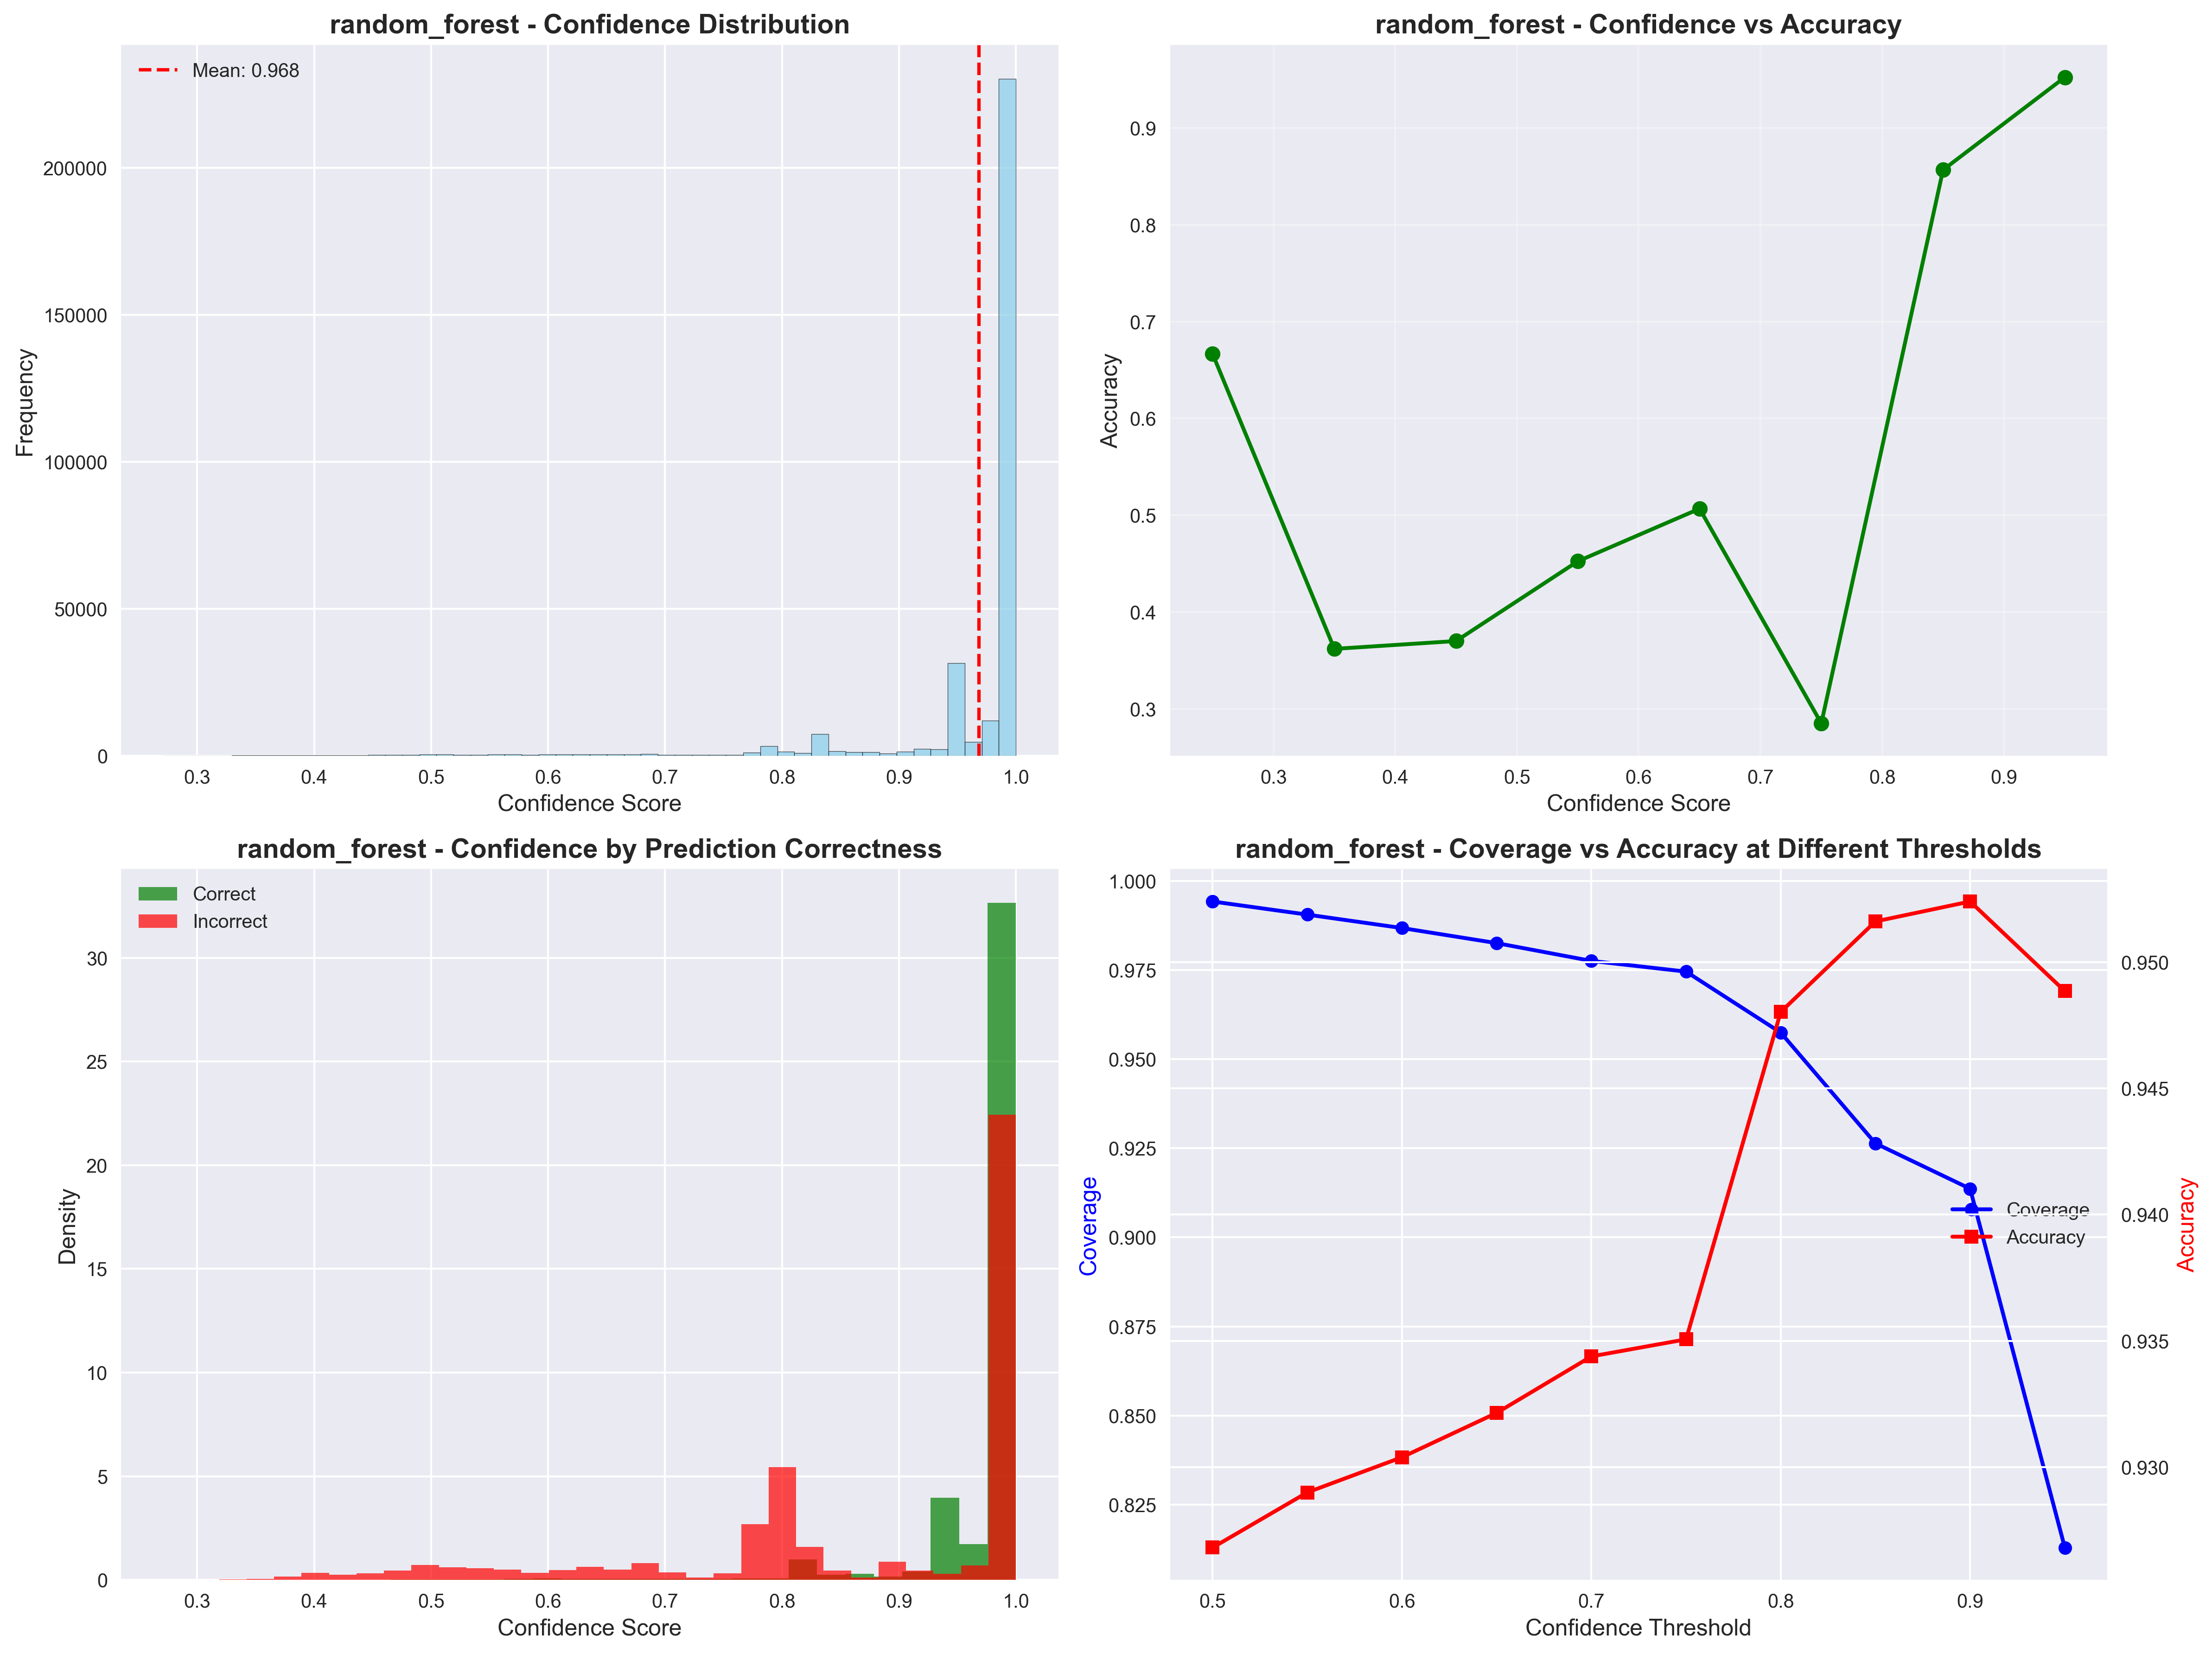 random_forest - Confidence Distribution
Mean: 0.968
Frequency
200000
150000
100000
50000
0
0.3 0.4 0.5 0.6 0.7 0.8 0.9 1.0
Confidence Score
random_forest - Confidence vs Accuracy
Accuracy
0.9
0.8
0.7
0.6
0.5
0.4
0.3
0.3 0.4 0.5 0.6 0.7 0.8 0.9
Confidence Score
random_forest - Confidence by Prediction Correctness
Correct
Incorrect
Density
30
25
20
15
10
5
0
0.3 0.4 0.5 0.6 0.7 0.8 0.9 1.0
Confidence Score
random_forest - Coverage vs Accuracy at Different Thresholds
Coverage
1.000
0.975
0.950
0.925
0.900
0.875
0.850
0.825
0.950
0.945
0.940
0.935
0.930
Accuracy
Coverage
Accuracy
0.5 0.6 0.7 0.8 0.9
Confidence Threshold